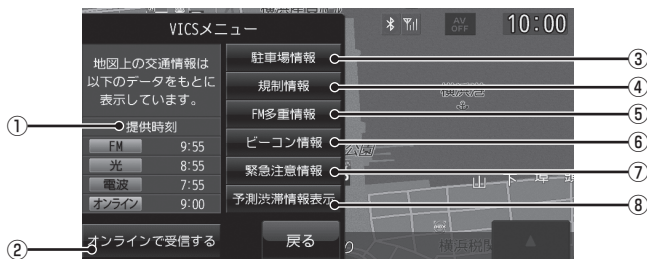 VICSメニュー
AV
OFF
10:00
地図上の交通情報は
以下のデータをもとに
表示しています。
① 提供時刻
FM 9:55
光 8:55
電波 7:55
オンライン 9:00
② オンラインで受信する
駐車場情報 ③
規制情報 ④
FM多重情報 ⑤
ビーコン情報 ⑥
緊急注意情報 ⑦
予測渋滞情報表示 ⑧
戻る
山下埠頭